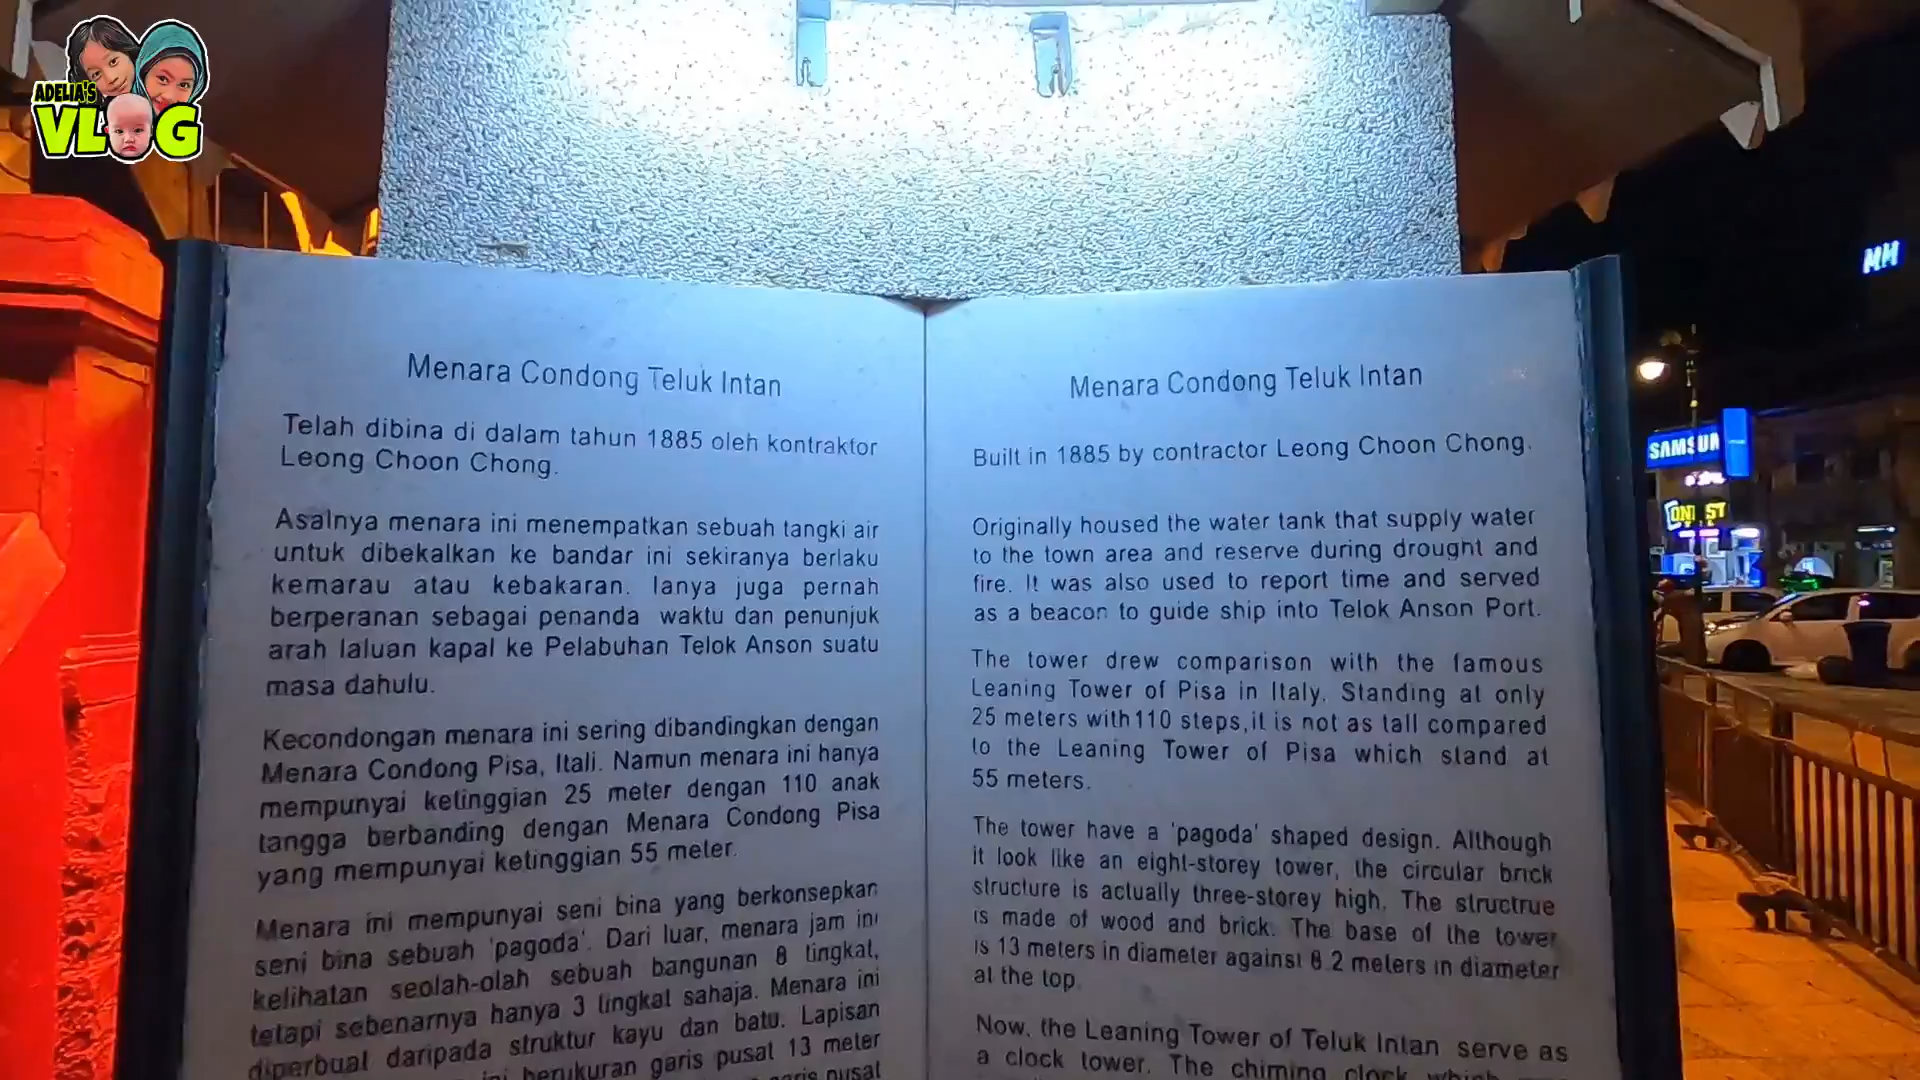 ADELIA'S
VLOG
Menara Condong Teluk Intan
Telah dibina di dalam tahun 1885 oleh kontraktor
Leong Choon Chong.
Asalnya menara ini menempatkan sebuah tangki air
untuk dibekalkan ke bandar ini sekiranya berlaku
kemarau atau kebakaran. Ianya juga pernah
berperanan sebagai penanda waktu dan penunjuk
arah laluan kapal ke Pelabuhan Telok Anson suatu
masa dahulu.
Kecondongan menara ini sering dibandingkan dengan
Menara Condong Pisa, Itali. Namun menara ini hanya
mempunyai ketinggian 25 meter dengan 110 anak
tangga berbanding dengan Menara Condong Pisa
yang mempunyai ketinggian 55 meter.
Menara ini mempunyai seni bina yang berkonsepkan
seni bina sebuah 'pagoda'. Dari luar, menara jam ini
kelihatan seolah-olah sebuah bangunan 8 tingkat,
tetapi sebenarnya hanya 3 tingkat sahaja. Menara ini
diperbuat daripada struktur kayu dan batu. Lapisan
ini berukuran garis pusat 13 meter
garis pusat
Menara Condong Teluk Intan
Built in 1885 by contractor Leong Choon Chong.
Originally housed the water tank that supply water
to the town area and reserve during drought and
fire. It was also used to report time and served
as a beacon to guide ship into Telok Anson Port.
The tower drew comparison with the famous
Leaning Tower of Pisa in Italy. Standing at only
25 meters with 110 steps, it is not as tall compared
to the Leaning Tower of Pisa which stand at
55 meters.
The tower have a 'pagoda' shaped design. Although
it look like an eight-storey tower, the circular brick
structure is actually three-storey high. The structrue
is made of wood and brick. The base of the tower
is 13 meters in diameter against 8.2 meters in diameter
at the top.
Now, the Leaning Tower of Teluk Intan serve as
a clock tower. The chiming clock which
MM
SAMSUN